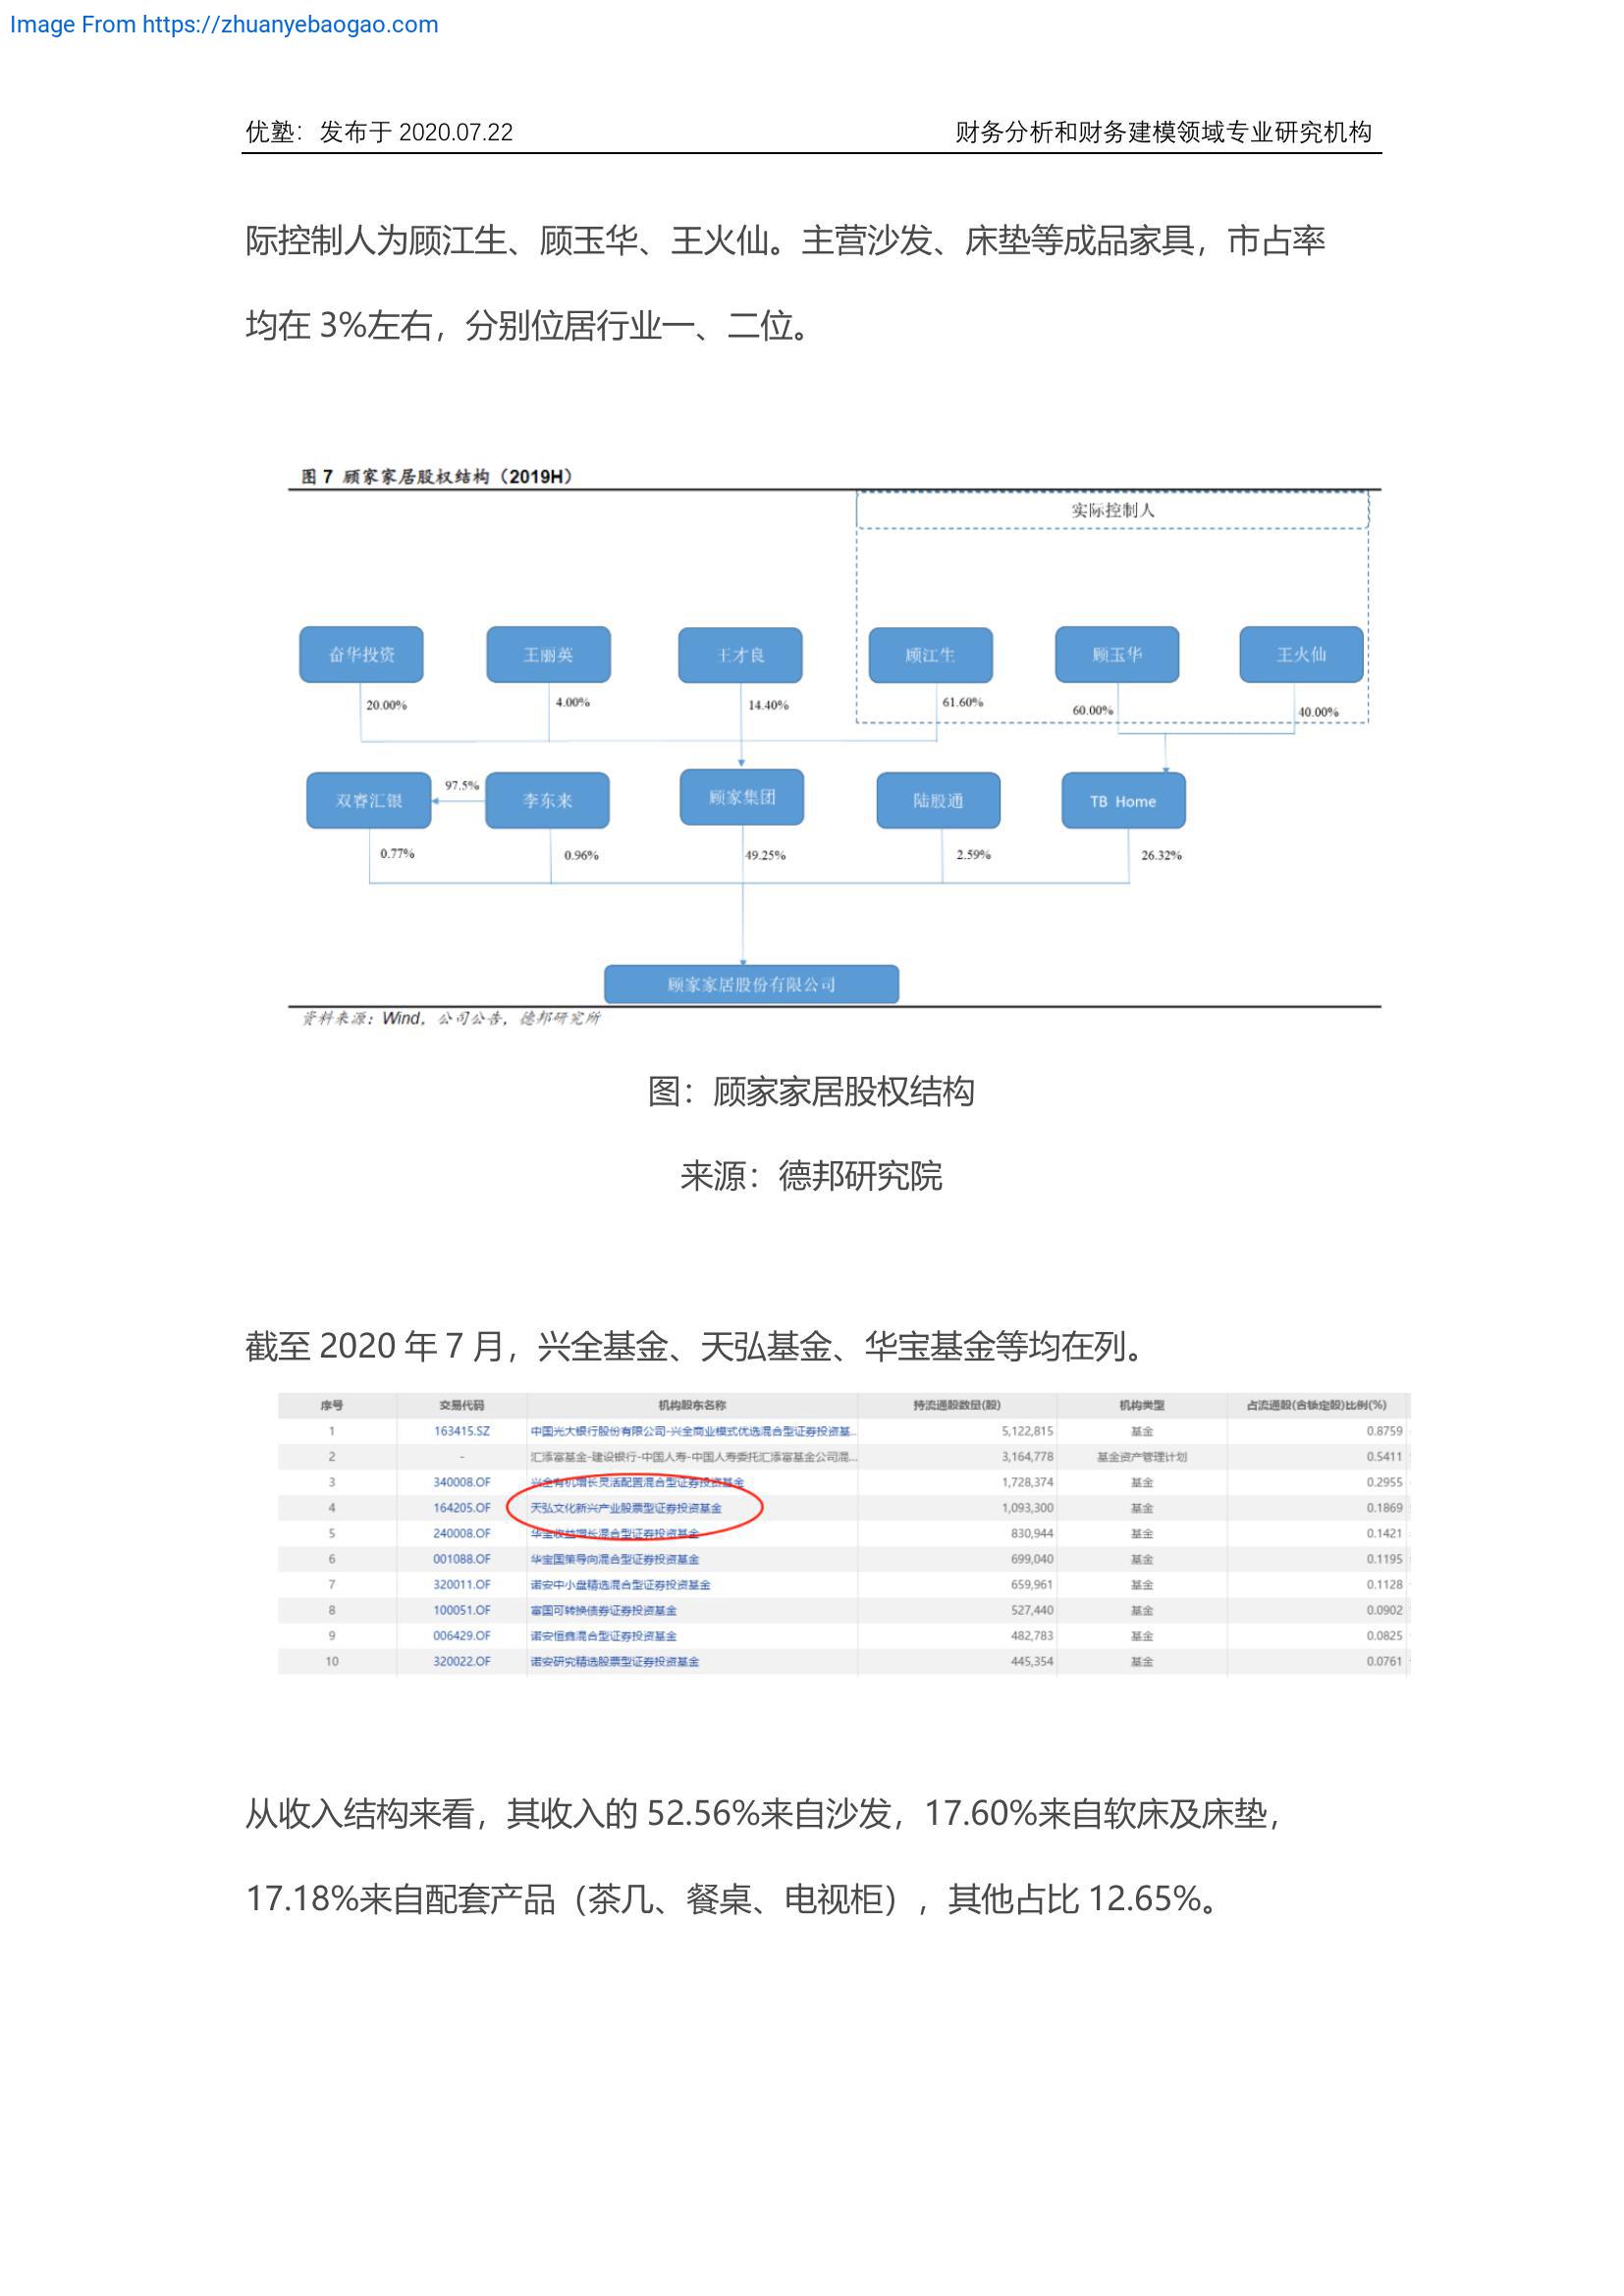 Image From https://zhuanyebaogao.com
优塾：发布于 2020.07.22 财务分析和财务建模领域专业研究机构
际控制人为顾江生、顾玉华、王火仙。主营沙发、床垫等成品家具，市占率
均在 3%左右，分别位居行业一、二位。
图 7 顾家家居股权结构（2019H）
实际控制人
奋华投资 王丽英 王才良 顾江生 顾玉华 王火仙
20.00% 4.00% 14.40% 61.60% 60.00% 40.00%
双睿汇银 97.5% 李东来 顾家集团 陆股通 TB Home
0.77% 0.96% 49.25% 2.59% 26.32%
顾家家居股份有限公司
资料来源：Wind，公司公告，德邦研究所
图：顾家家居股权结构
来源：德邦研究院
截至 2020 年 7 月，兴全基金、天弘基金、华宝基金等均在列。
序号 交易代码 机构股东名称 持流通股数量(股) 机构类型 占流通股(含锁定股)比例(%)
1 163415.SZ 中国光大银行股份有限公司-兴全商业模式优选混合型证券投资基... 5,122,815 基金 0.8759
2 - 汇添富基金-建设银行-中国人寿-中国人寿委托汇添富基金公司混... 3,164,778 基金资产管理计划 0.5411
3 340008.OF 兴全有机增长灵活配置混合型证券投资基金 1,728,374 基金 0.2955
4 164205.OF 天弘文化新兴产业股票型证券投资基金 1,093,300 基金 0.1869
5 240008.OF 华宝收益增长混合型证券投资基金 830,944 基金 0.1421
6 001088.OF 华宝国策导向混合型证券投资基金 699,040 基金 0.1195
7 320011.OF 诺安中小盘精选混合型证券投资基金 659,961 基金 0.1128
8 100051.OF 富国可转换债券证券投资基金 527,440 基金 0.0902
9 006429.OF 诺安恒鑫混合型证券投资基金 482,783 基金 0.0825
10 320022.OF 诺安研究精选股票型证券投资基金 445,354 基金 0.0761
从收入结构来看，其收入的 52.56%来自沙发，17.60%来自软床及床垫，
17.18%来自配套产品（茶几、餐桌、电视柜），其他占比 12.65%。